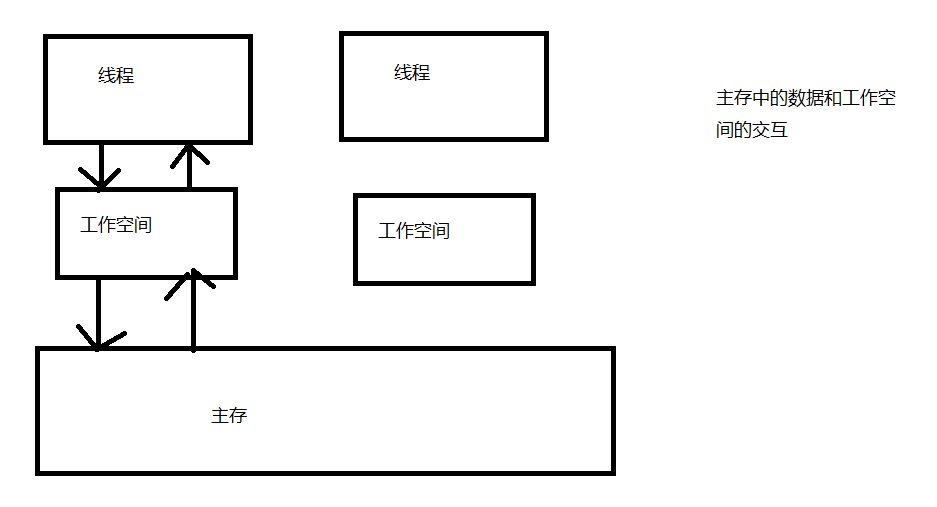 线程
线程
主存中的数据和工作空
间的交互
工作空间
工作空间
主存